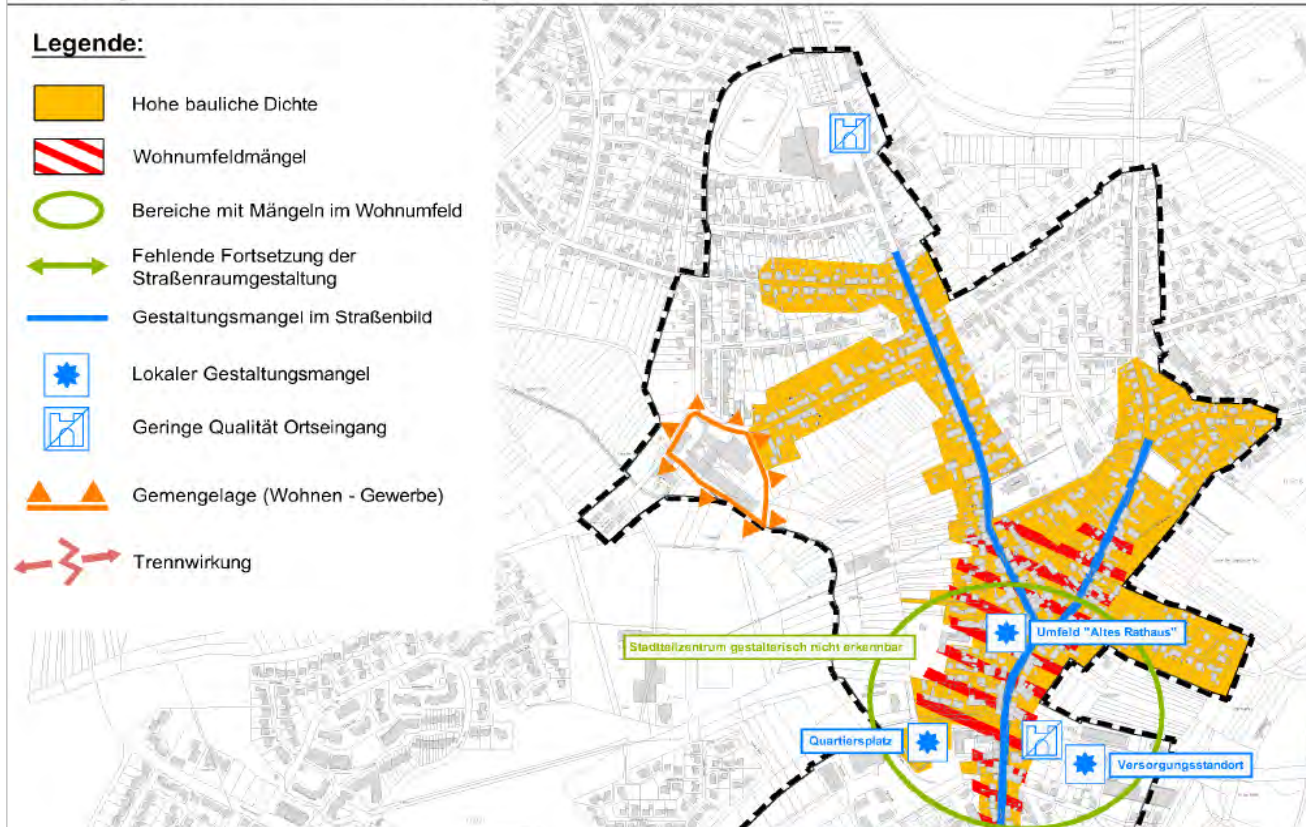 Legende:
Hohe bauliche Dichte
Wohnumfeldmängel
Bereiche mit Mängeln im Wohnumfeld
Fehlende Fortsetzung der
Straßenraumgestaltung
Gestaltungsmangel im Straßenbild
Lokaler Gestaltungsmangel
Geringe Qualität Ortseingang
Gemengelage (Wohnen - Gewerbe)
Trennwirkung
Umfeld "Altes Rathaus"
Stadtteilzentrum gestalterisch nicht erkennbar
Quartiersplatz
Versorgungsstandort